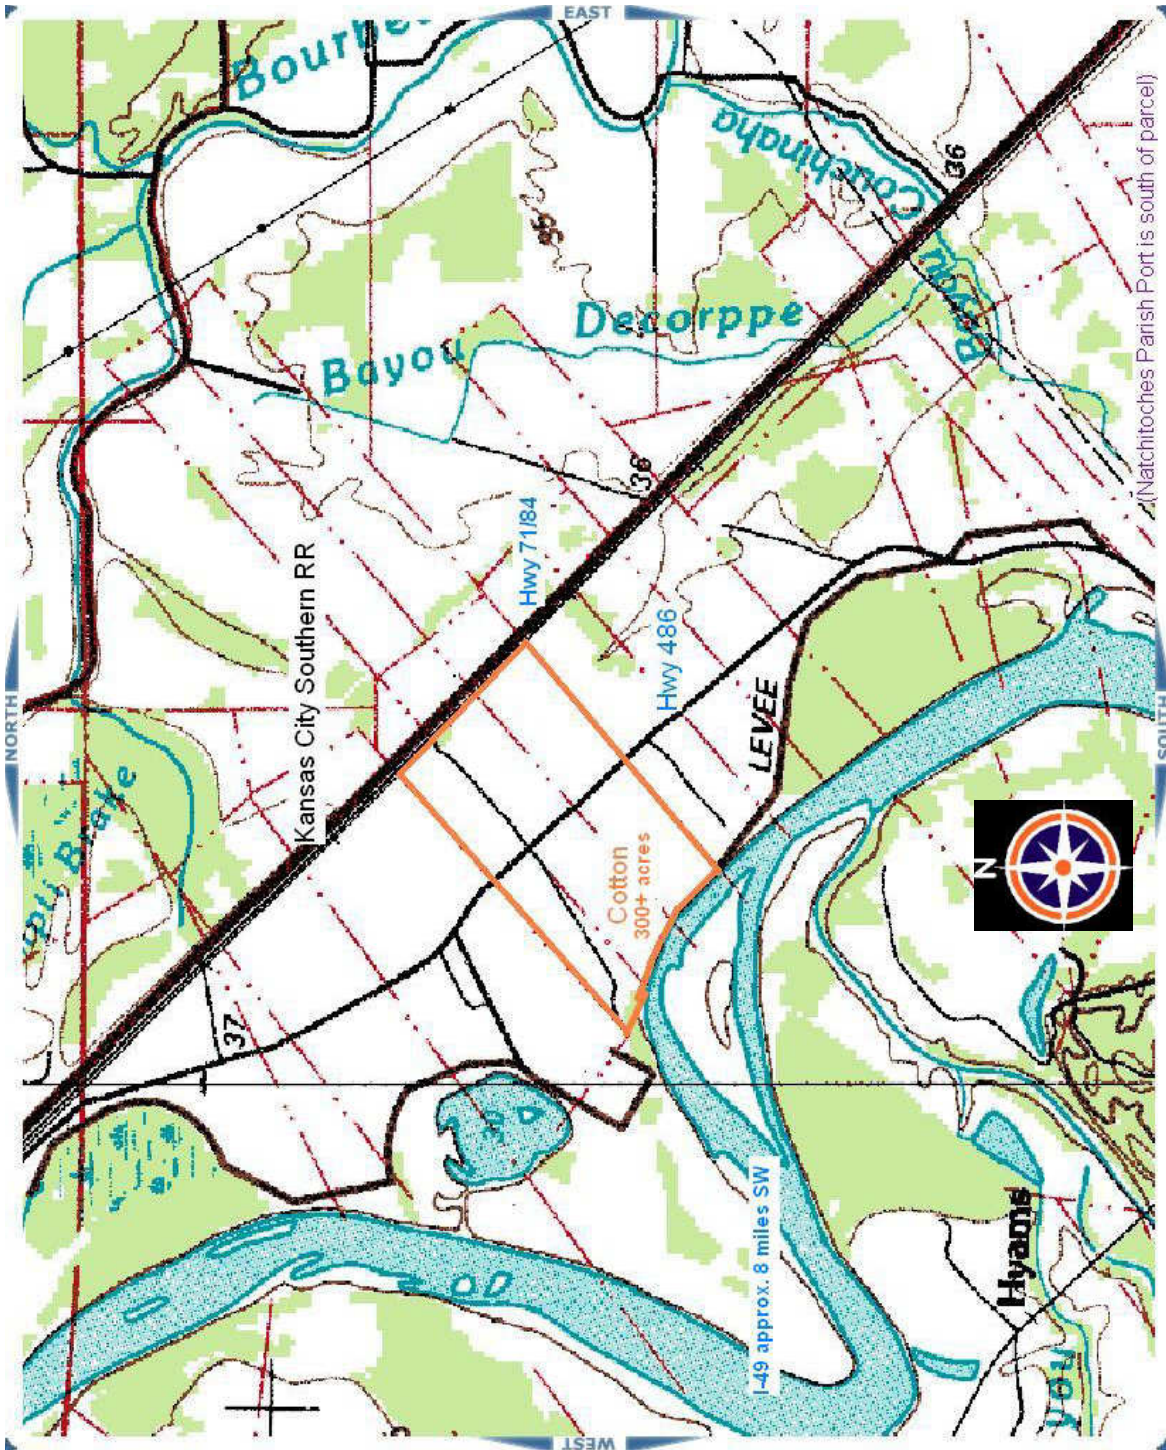 EAST
NORTH
SOUTH
WEST
Bayou
Decorppe
Couchinaha
Bayou
36
36
37
Kansas City Southern RR
Hwy 71/84
Hwy 486
LEVEE
Cotton
300+ acres
I-49 approx. 8 miles SW
Hyams
N
(Natchitoches Parish Port is south of parcel)